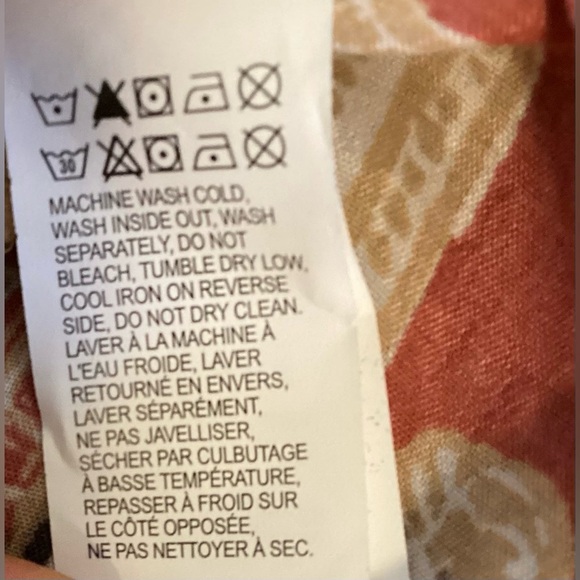 30
MACHINE WASH COLD,
WASH INSIDE OUT, WASH
SEPARATELY, DO NOT
BLEACH, TUMBLE DRY LOW,
COOL IRON ON REVERSE
SIDE, DO NOT DRY CLEAN.
LAVER À LA MACHINE À
L'EAU FROIDE, LAVER
RETOURNÉ EN ENVERS,
LAVER SÉPARÉMENT,
NE PAS JAVELLISER,
SÉCHER PAR CULBUTAGE
À BASSE TEMPÉRATURE,
REPASSER À FROID SUR
LE CÔTÉ OPPOSÉE,
NE PAS NETTOYER À SEC.